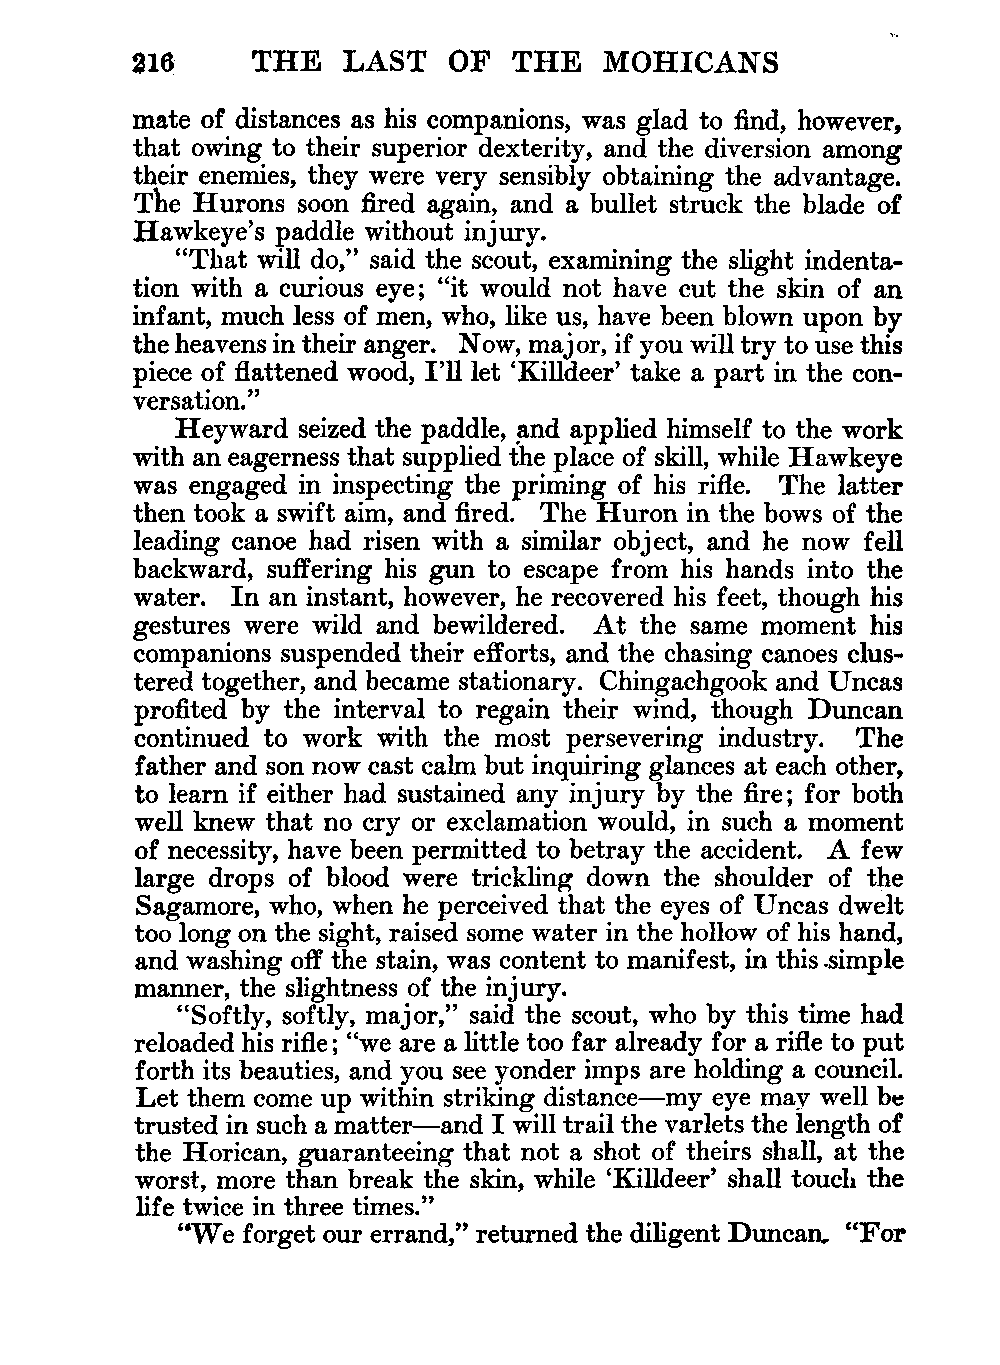 216 THE LAST OF THE MOHICANS
mate of distances as his companions, was glad to find, however,
that owing to their superior dexterity, and the diversion among
their enemies, they were very sensibly obtaining the advantage.
The Hurons soon fired again, and a bullet struck the blade of
Hawkeye's paddle without injury.
"That will do," said the scout, examining the slight indenta-
tion with a curious eye; "it would not have cut the skin of an
infant, much less of men, who, like us, have been blown upon by
the heavens in their anger. Now, major, if you will try to use this
piece of flattened wood, I'll let 'Killdeer' take a part in the con-
versation."
Heyward seized the paddle, and applied himself to the work
with an eagerness that supplied the place of skill, while Hawkeye
was engaged in inspecting the priming of his rifle. The latter
then took a swift aim, and fired. The Huron in the bows of the
leading canoe had risen with a similar object, and he now fell
backward, suffering his gun to escape from his hands into the
water. In an instant, however, he recovered his feet, though his
gestures were wild and bewildered. At the same moment his
companions suspended their efforts, and the chasing canoes clus-
tered together, and became stationary. Chingachgook and Uncas
profited by the interval to regain their wind, though Duncan
continued to work with the most persevering industry. The
father and son now cast calm but inquiring glances at each other,
to learn if either had sustained any injury by the fire; for both
well knew that no cry or exclamation would, in such a moment
of necessity, have been permitted to betray the accident. A few
large drops of blood were trickling down the shoulder of the
Sagamore, who, when he perceived that the eyes of Uncas dwelt
too long on the sight, raised some water in the hollow of his hand,
and washing off the stain, was content to manifest, in this simple
manner, the slightness of the injury.
"Softly, softly, major," said the scout, who by this time had
reloaded his rifle; "we are a little too far already for a rifle to put
forth its beauties, and you see yonder imps are holding a council.
Let them come up within striking distance—my eye may well be
trusted in such a matter—and I will trail the varlets the length of
the Horican, guaranteeing that not a shot of theirs shall, at the
worst, more than break the skin, while 'Killdeer' shall touch the
life twice in three times."
"We forget our errand," returned the diligent Duncan. "For